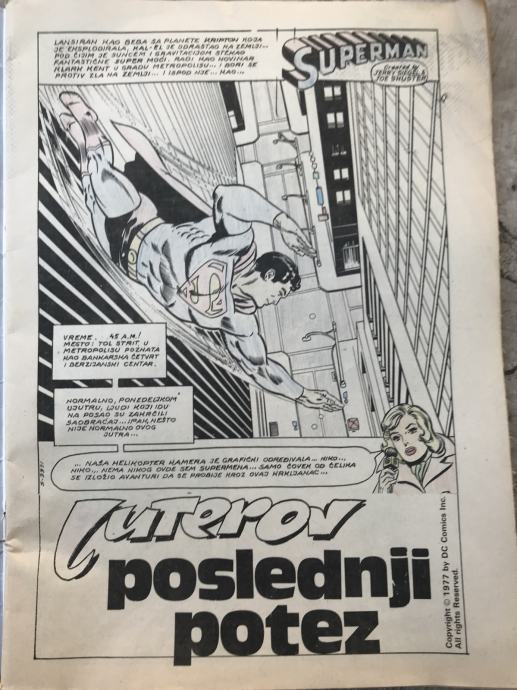 LANSIRAN KAO BEBA SA PLANETE KRIPTON KOJA
JE EKSPLODIRALA, KAL-EL JE ODRASTAO NA ZEMLJI...
POD ČIJIM JE SUNCEM I GRAVITACIJOM STEKAO
FANTASTIČNE SUPER MOĆI. RADI KAO NOVINAR
KLARK KENT U GRADU METROPOLISU... I BORI SE
PROTIV ZLA NA ZEMLJI... I ISPOD NJE... KAO...
SUPERMAN
Created by
JERRY SIEGEL &
JOE SHUSTER
VREME. 45 A.M.!
MESTO: TOL STRIT, U
METROPOLISU POZNATA
KAO BANKARSKA ČETVRT
I BERZIJANSKI CENTAR.
NORMALNO, PONEDELJKOM
UJUTRU, LJUDI KOJI IDU
NA POSAO SU ZAKRČILI
SAOBRAĆAJ... IPAK, NEŠTO
NIJE NORMALNO OVOG
JUTRA...
... NAŠA HELIKOPTER KAMERA JE GRAFIČKI ODREĐIVALA... NIKO...
NIKO... NEMA NIKOG OVDE SEM SUPERMENA... SAMO ČOVEK OD ČELIKA
SE IZLOŽIO AVANTURI DA SE PROBIJE KROZ OVAJ KRKLJANAC...
S-3371
Luterov
poslednji
potez
Copyright © 1977 by DC Comics Inc.
All rights Reserved.